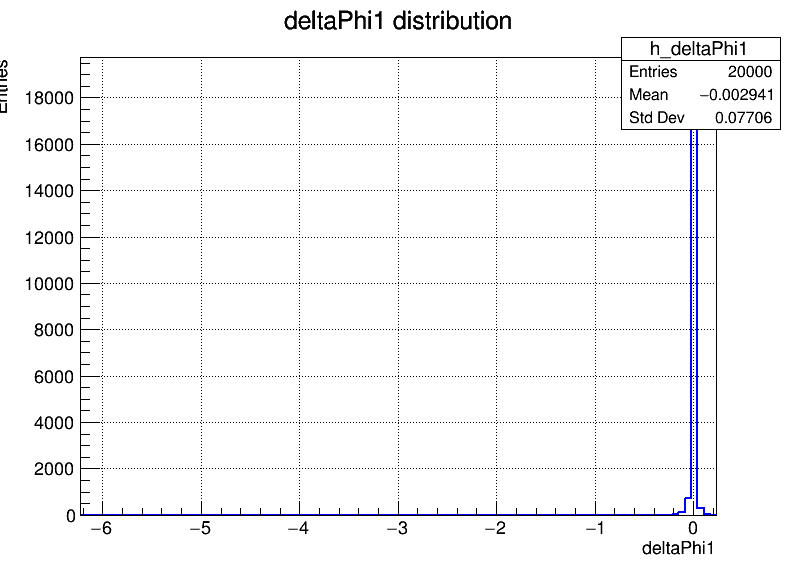 deltaPhi1 distribution
h_deltaPhi1
Entries 20000
Mean −0.002941
Std Dev 0.07706
Entries
18000
16000
14000
12000
10000
8000
6000
4000
2000
0
−6 −5 −4 −3 −2 −1 0
deltaPhi1